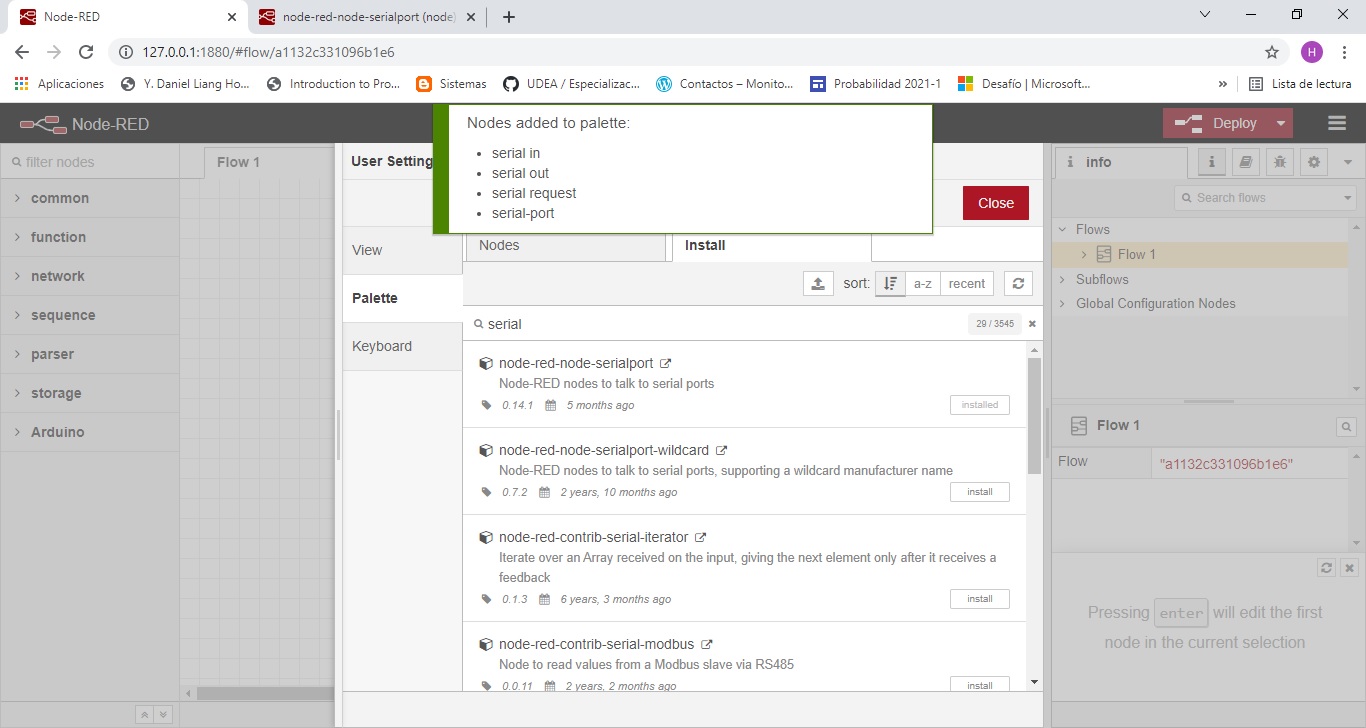 Node-RED
node-red-node-serialport (node)
127.0.0.1:1880/#flow/a1132c331096b1e6
H
Aplicaciones
Y. Daniel Liang Ho...
Introduction to Pro...
Sistemas
UDEA / Especializac...
Contactos – Monito...
Probabilidad 2021-1
Desafío | Microsoft...
»
Lista de lectura
Node-RED
Deploy
Nodes added to palette:
• serial in
• serial out
• serial request
• serial-port
filter nodes
common
function
network
sequence
parser
storage
Arduino
Flow 1
User Setting
Close
View
Palette
Keyboard
Nodes
Install
sort:
a-z
recent
serial
29 / 3545
node-red-node-serialport
Node-RED nodes to talk to serial ports
0.14.1 5 months ago
installed
node-red-node-serialport-wildcard
Node-RED nodes to talk to serial ports, supporting a wildcard manufacturer name
0.7.2 2 years, 10 months ago
install
node-red-contrib-serial-iterator
Iterate over an Array received on the input, giving the next element only after it receives a
feedback
0.1.3 6 years, 3 months ago
install
node-red-contrib-serial-modbus
Node to read values from a Modbus slave via RS485
0.0.11 2 years, 2 months ago
install
info
Search flows
Flows
Flow 1
Subflows
Global Configuration Nodes
Flow 1
Flow "a1132c331096b1e6"
Pressing enter will edit the first
node in the current selection